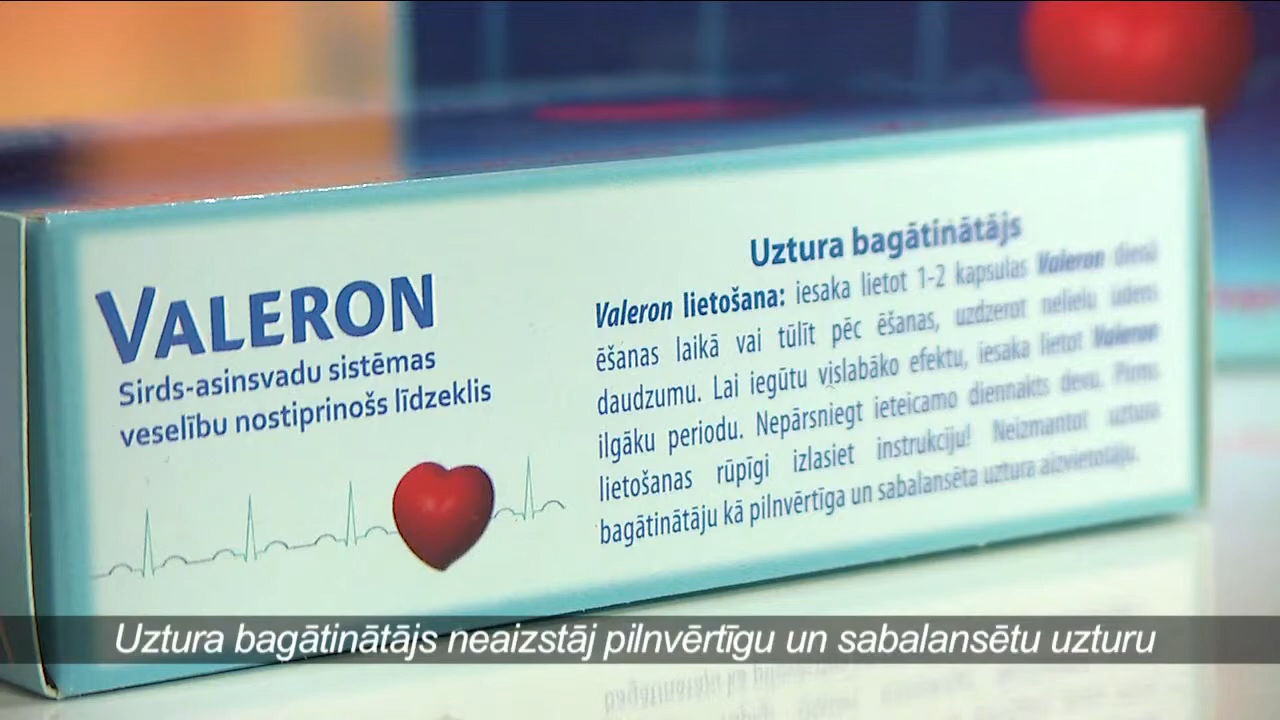 VALERON
Sirds-asinsvadu sistēmas
veselību nostiprinošs līdzeklis
Uztura bagātinātājs
Valeron lietošana: iesaka lietot 1-2 kapsulas Valeron dienā
ēšanas laikā vai tūlīt pēc ēšanas, uzdzerot nelielu ūdens
daudzumu. Lai iegūtu vislabāko efektu, iesaka lietot Valeron
ilgāku periodu. Nepārsniegt ieteicamo diennakts devu. Pirms
lietošanas rūpīgi izlasiet instrukciju! Neizmantot uztura
bagātinātāju kā pilnvērtīga un sabalansēta uztura aizvietotāju.
Uztura bagātinātājs neaizstāj pilnvērtīgu un sabalansētu uzturu